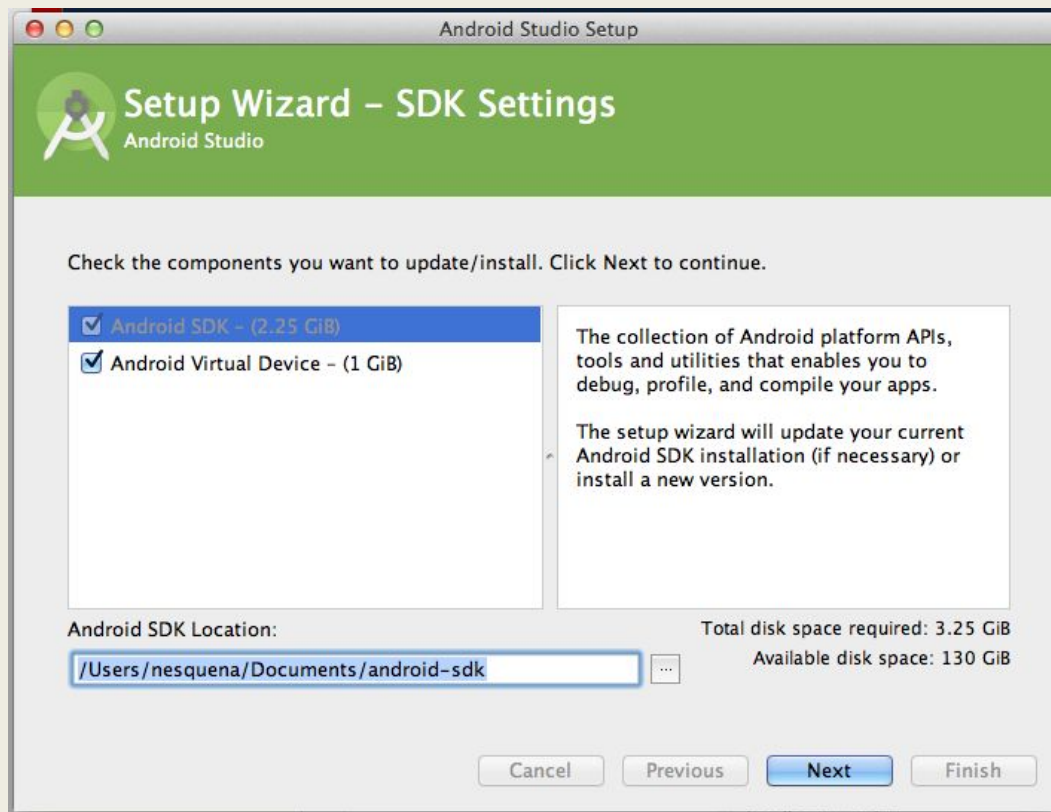 Android Studio Setup
Setup Wizard – SDK Settings
Android Studio
Check the components you want to update/install. Click Next to continue.
Android SDK – (2.25 GiB)
Android Virtual Device – (1 GiB)
The collection of Android platform APIs,
tools and utilities that enables you to
debug, profile, and compile your apps.
The setup wizard will update your current
Android SDK installation (if necessary) or
install a new version.
Android SDK Location:
/Users/nesquena/Documents/android-sdk
...
Total disk space required: 3.25 GiB
Available disk space: 130 GiB
Cancel
Previous
Next
Finish